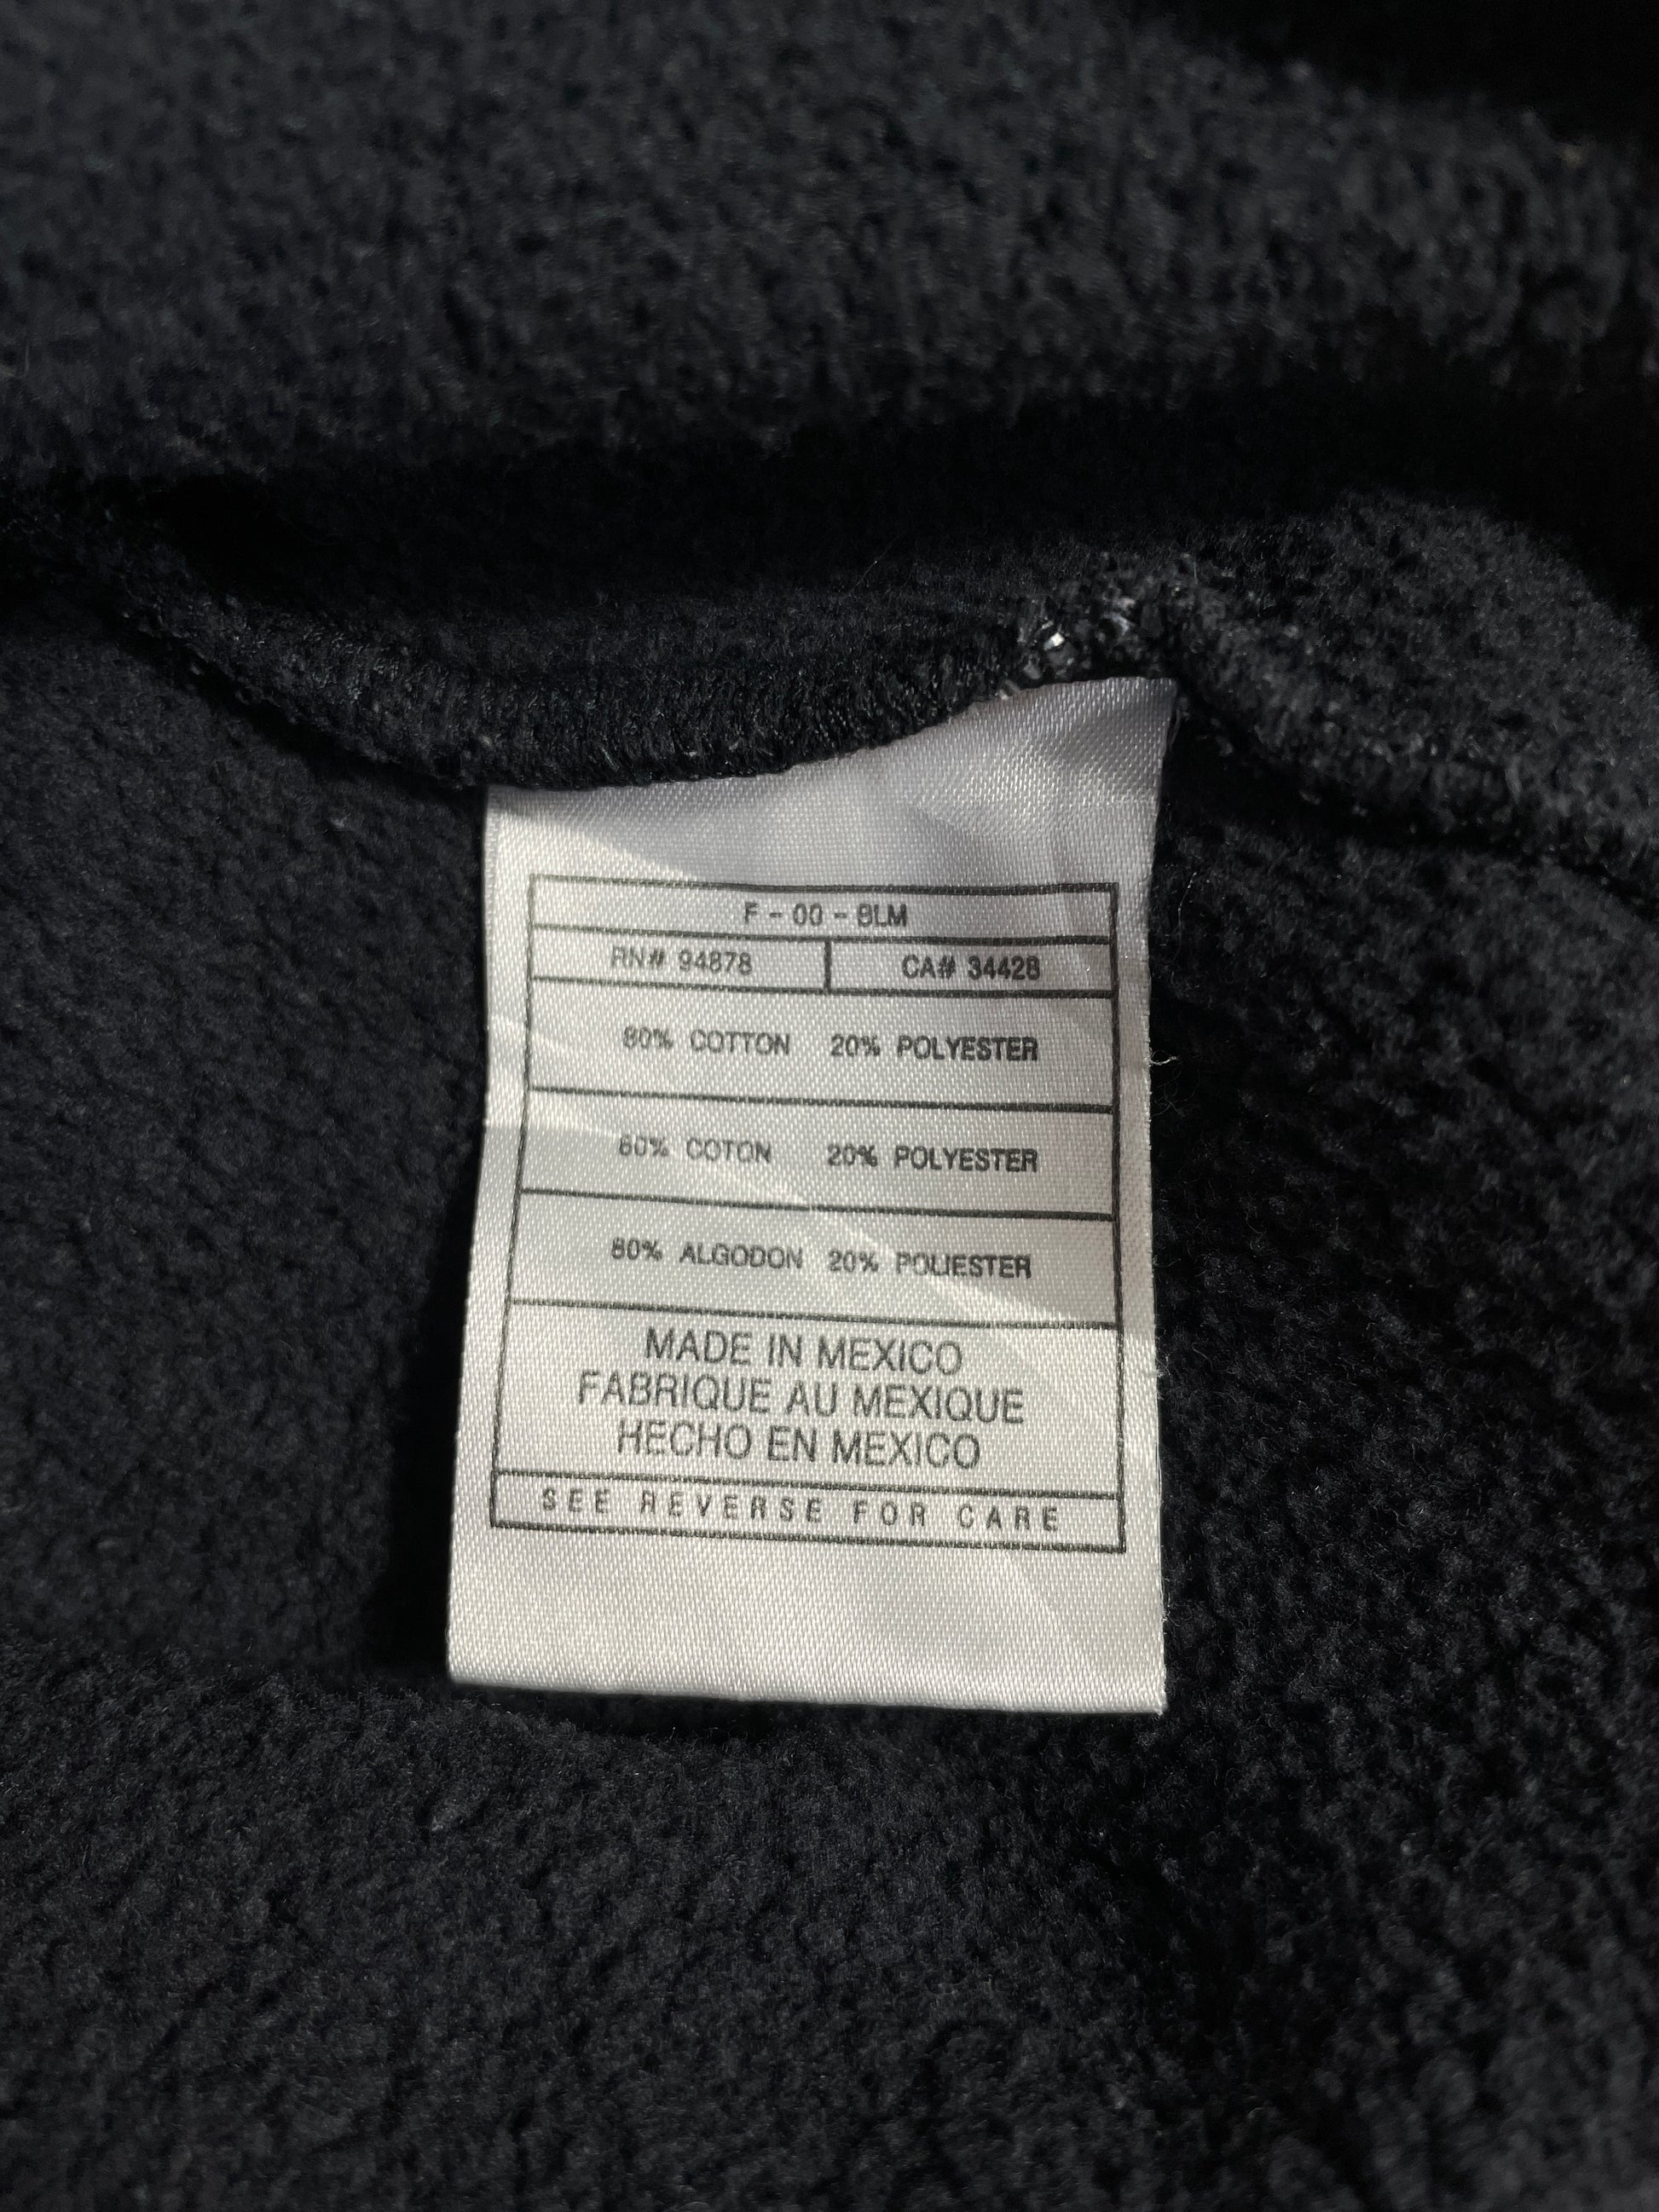 F - 00 - BLM
RN# 94878 CA# 34428
80% COTTON 20% POLYESTER
80% COTON 20% POLYESTER
80% ALGODON 20% POLIESTER
MADE IN MEXICO
FABRIQUE AU MEXIQUE
HECHO EN MEXICO
SEE REVERSE FOR CARE